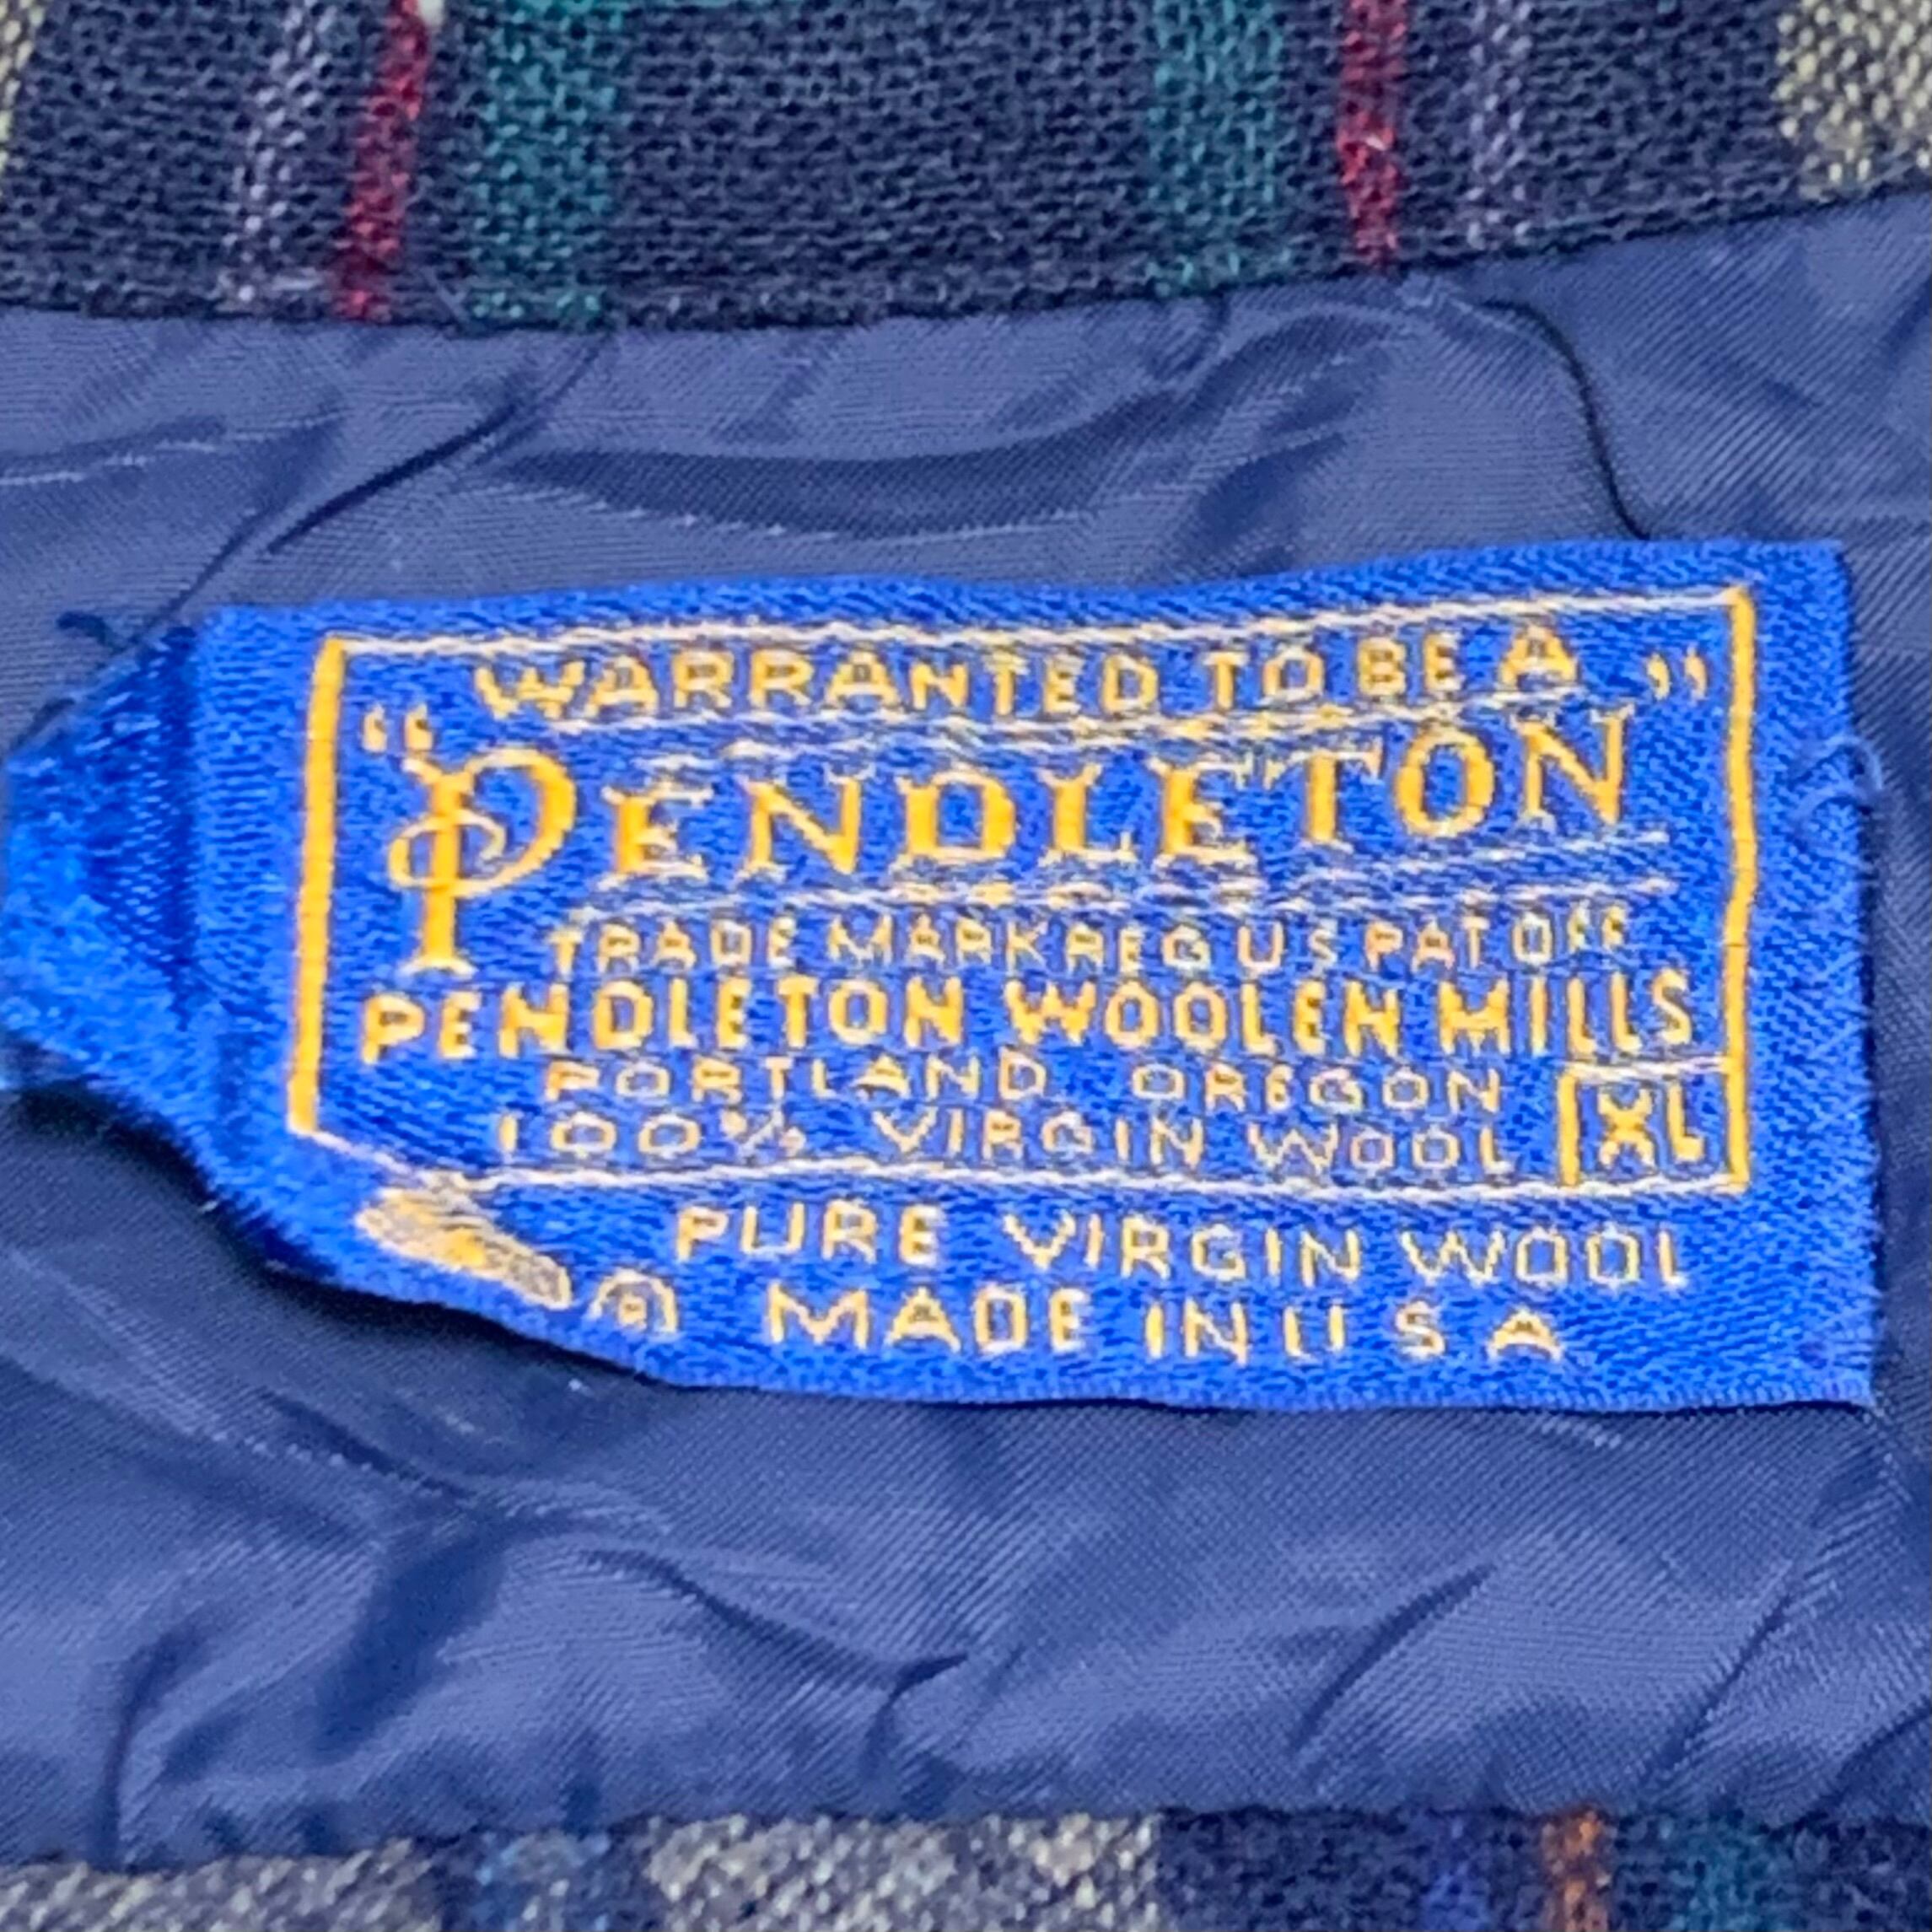 WARRANTED TO BE A
“PENDLETON”
TRADE MARK REG U S PAT OFF
PENDLETON WOOLEN MILLS
PORTLAND, OREGON
100% VIRGIN WOOL XL
PURE VIRGIN WOOL
® MADE IN U S A